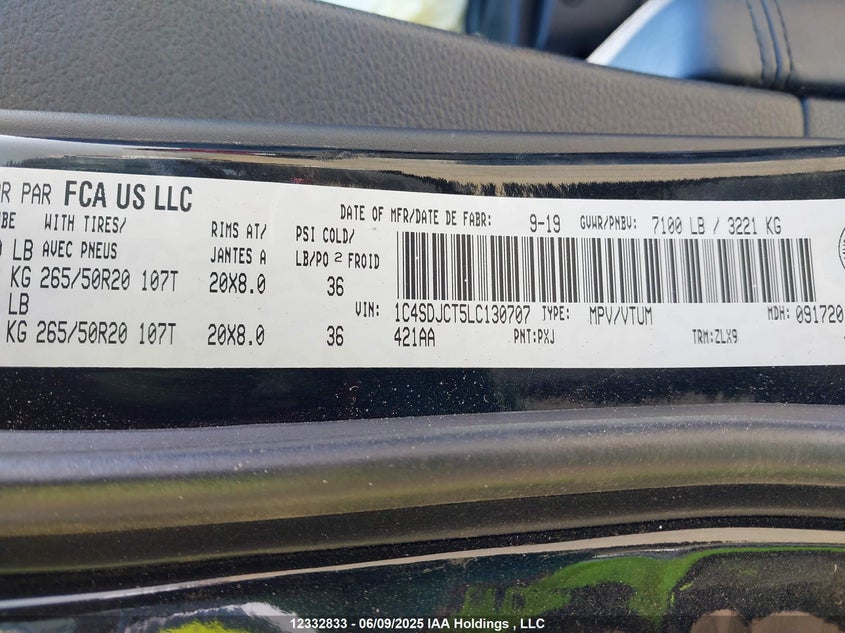 OR PAR FCA US LLC
DATE OF MFR/DATE DE FABR: 9-19 GVWR/PNBV: 7100 LB / 3221 KG
BE WITH TIRES/ RIMS AT/ PSI COLD/
LB AVEC PNEUS JANTES A LB/PO 2 FROID
KG 265/50R20 107T 20X8.0 36
LB
VIN: 1C4SDJCT5LC130707 TYPE: MPV/VTUM MDH: 091720
KG 265/50R20 107T 20X8.0 36
421AA PNT:PXJ TRM:ZLX9
12332833 - 06/09/2025 IAA Holdings , LLC